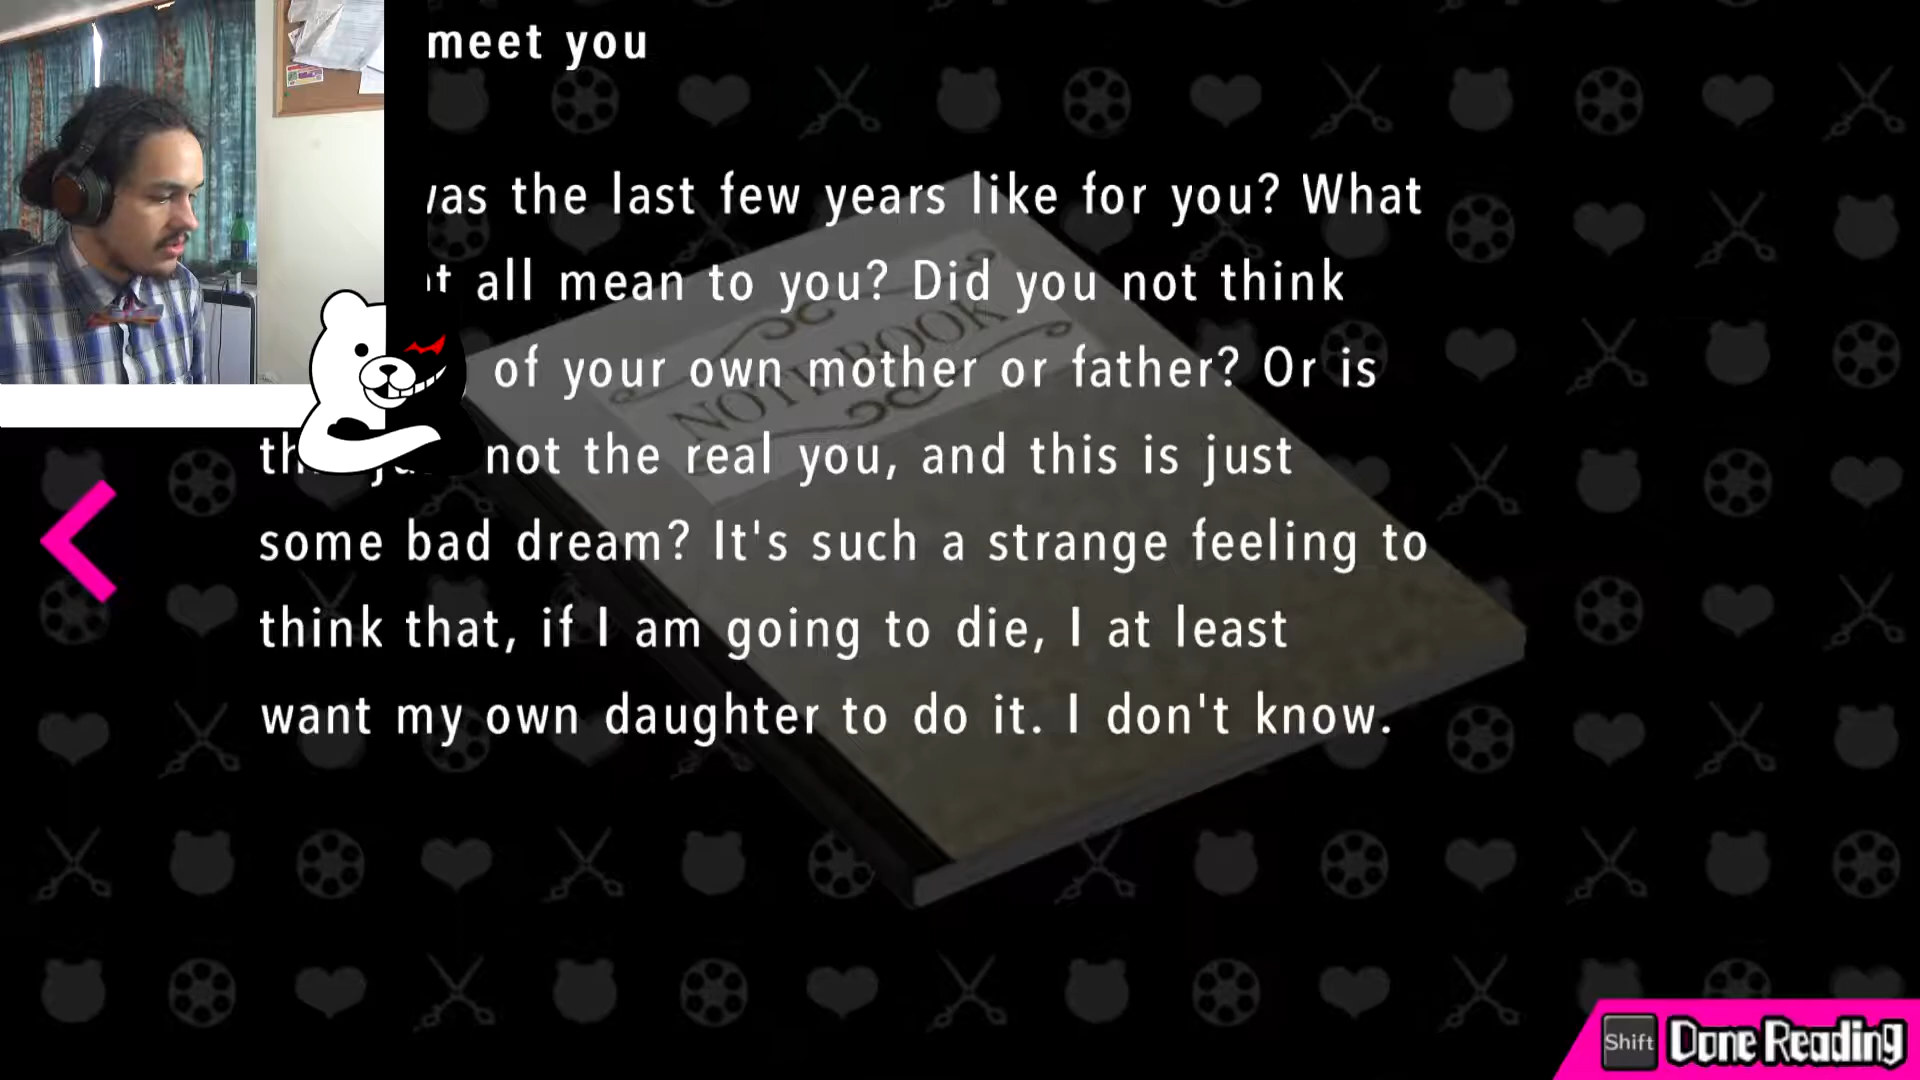 meet you
the last few years like for you? What
all mean to you? Did you not think
of your own mother or father? Or is
not the real you, and this is just
some bad dream? It's such a strange feeling to
think that, if I am going to die, I at least
want my own daughter to do it. I don't know.
NOTEBOOK
Shift Done Reading